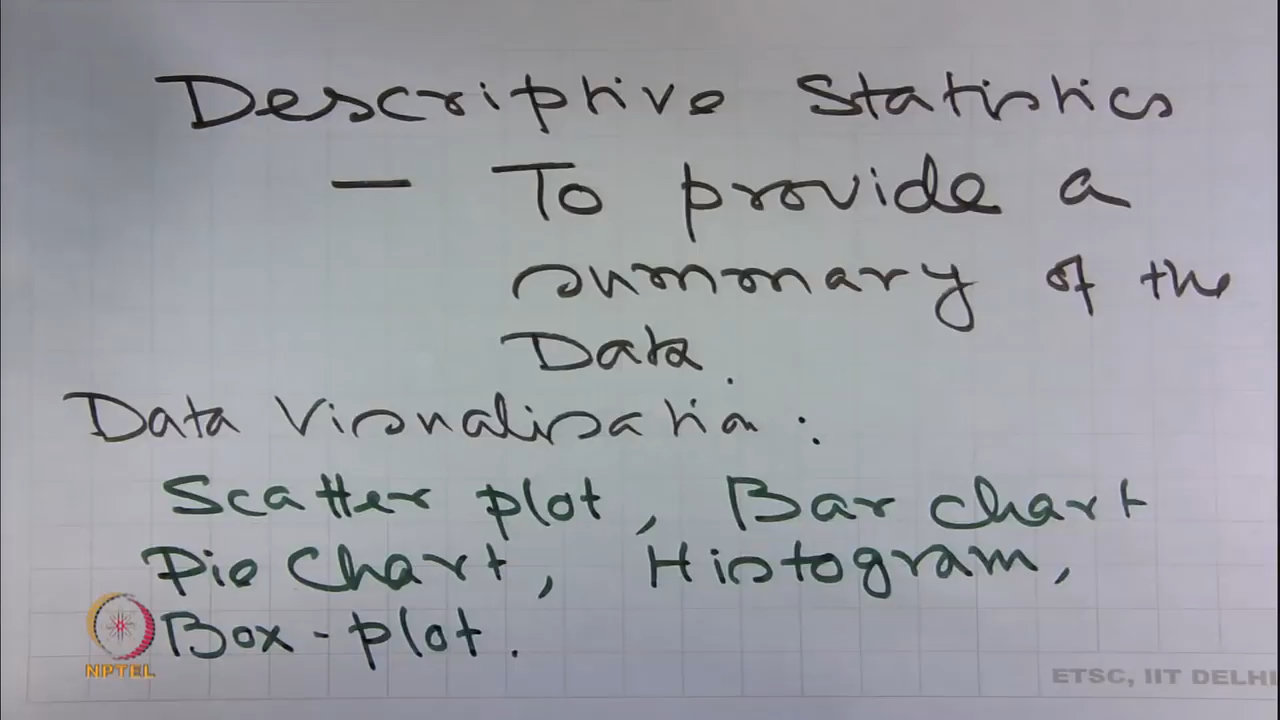 Descriptive Statistics
— To provide a
summary of the
Data.
Data Visualisation :
Scatter plot, Bar chart
Pie Chart, Histogram,
Box-plot.
NPTEL
ETSC, IIT DELHI